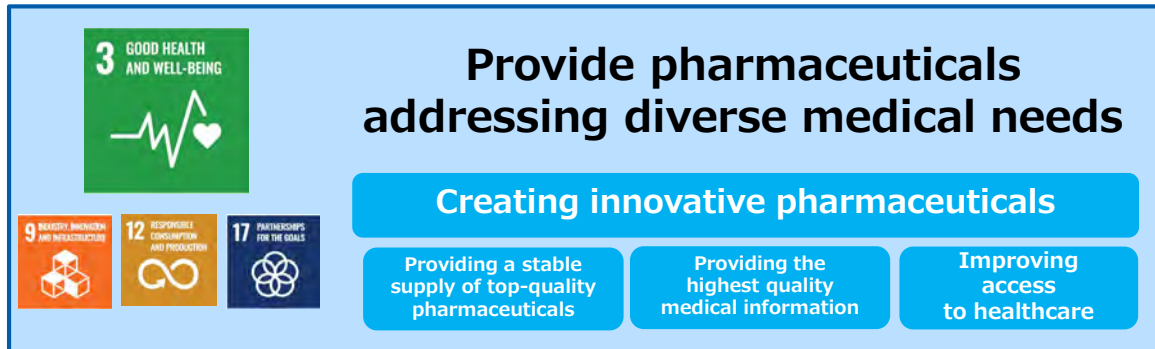 3 GOOD HEALTH
AND WELL-BEING
9 INDUSTRY, INNOVATION
AND INFRASTRUCTURE
12 RESPONSIBLE
CONSUMPTION
AND PRODUCTION
17 PARTNERSHIPS
FOR THE GOALS
Provide pharmaceuticals
addressing diverse medical needs
Creating innovative pharmaceuticals
Providing a stable
supply of top-quality
pharmaceuticals
Providing the
highest quality
medical information
Improving
access
to healthcare